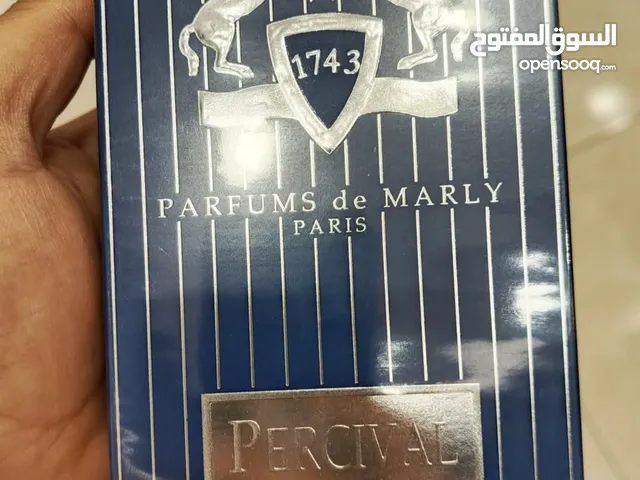 السوق المفتوح
opensooq.com
1743
PARFUMS de MARLY
PARIS
PERCIVAL